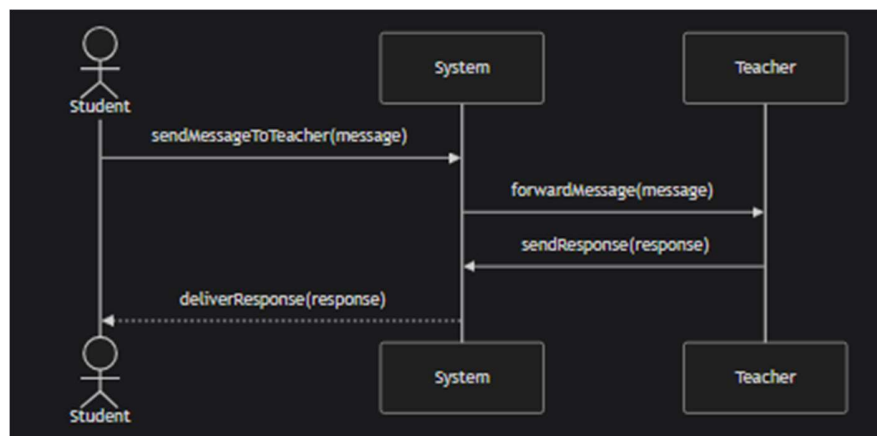 System
Teacher
Student
sendMessageToTeacher(message)
forwardMessage(message)
sendResponse(response)
deliverResponse(response)
System
Teacher
Student